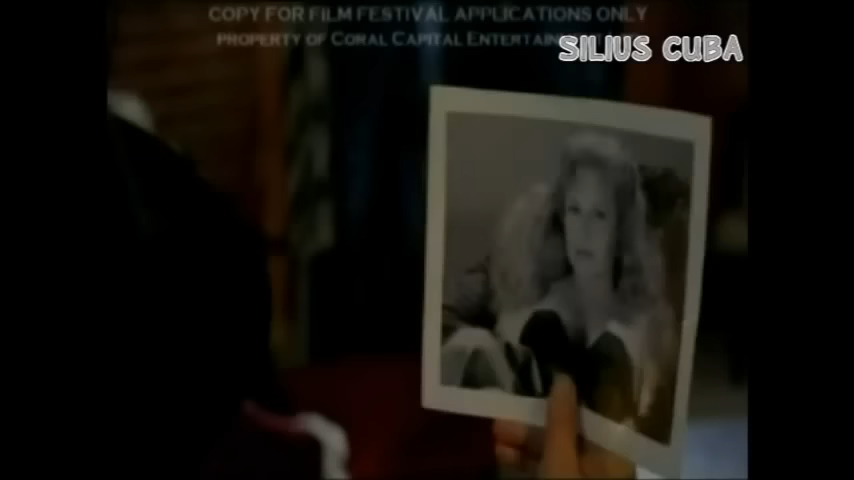 COPY FOR FILM FESTIVAL APPLICATIONS ONLY
PROPERTY OF CORAL CAPITAL
SILIUS CUBA